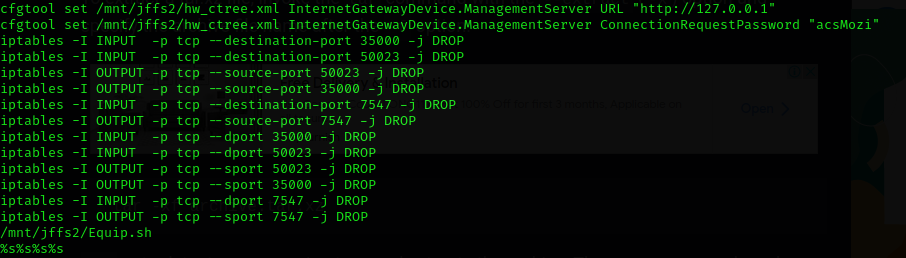 cfgtool set /mnt/jffs2/hw_ctree.xml InternetGatewayDevice.ManagementServer URL "http://127.0.0.1"
cfgtool set /mnt/jffs2/hw_ctree.xml InternetGatewayDevice.ManagementServer ConnectionRequestPassword "acsMozi"
iptables -I INPUT  -p tcp --destination-port 35000 -j DROP
iptables -I INPUT  -p tcp --destination-port 50023 -j DROP
iptables -I OUTPUT -p tcp --source-port 50023 -j DROP
iptables -I OUTPUT -p tcp --source-port 35000 -j DROP
iptables -I INPUT  -p tcp --destination-port 7547 -j DROP
iptables -I OUTPUT -p tcp --source-port 7547 -j DROP
iptables -I INPUT  -p tcp --dport 35000 -j DROP
iptables -I INPUT  -p tcp --dport 50023 -j DROP
iptables -I OUTPUT -p tcp --sport 50023 -j DROP
iptables -I OUTPUT -p tcp --sport 35000 -j DROP
iptables -I INPUT  -p tcp --dport 7547 -j DROP
iptables -I OUTPUT -p tcp --sport 7547 -j DROP
/mnt/jffs2/Equip.sh
%s%s%s%s